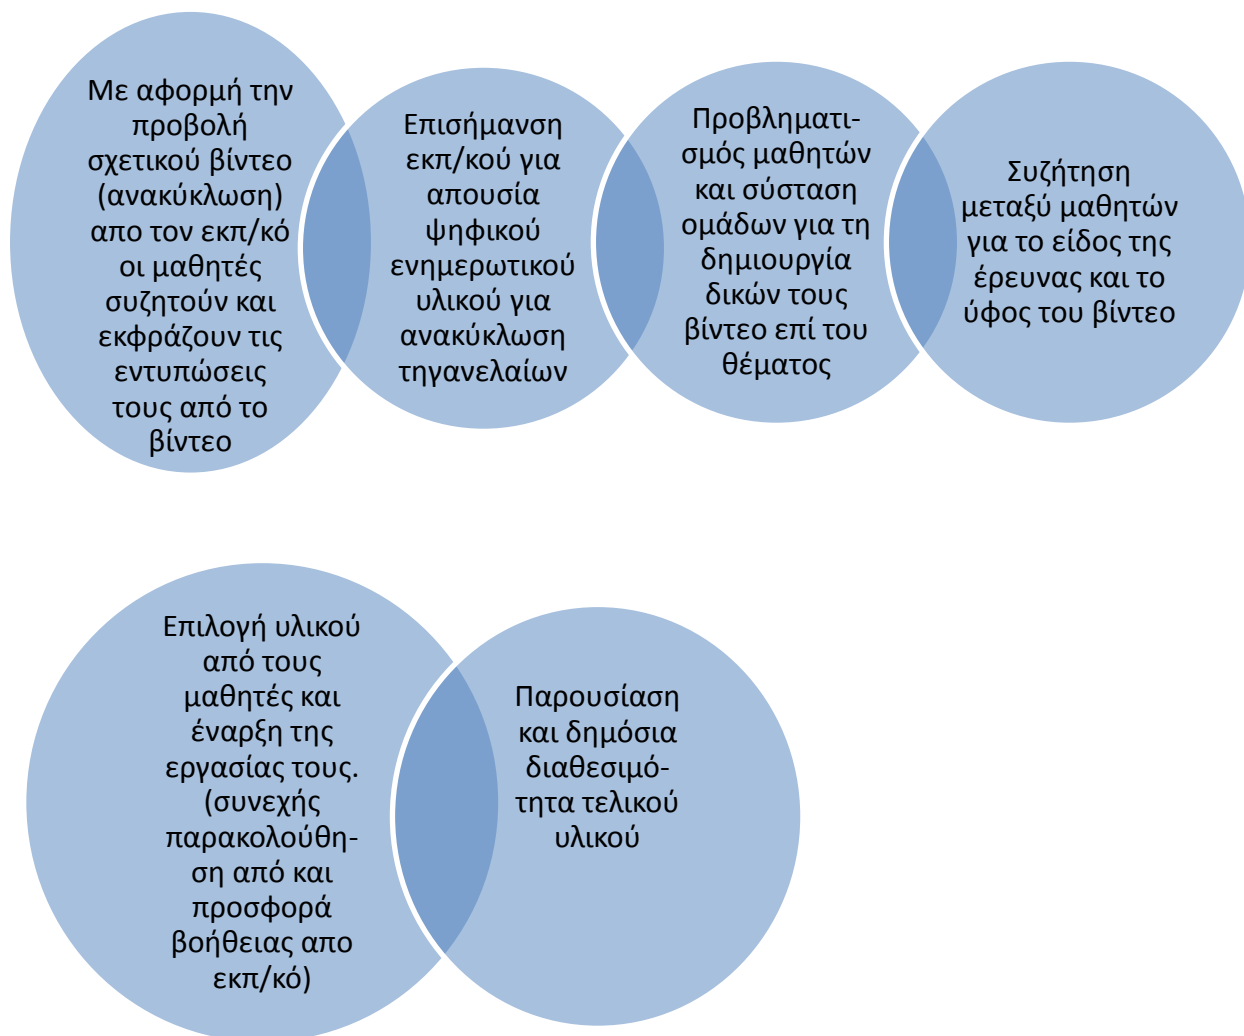 Με αφορμή την
προβολή
σχετικού βίντεο
(ανακύκλωση)
απο τον εκπ/κό
οι μαθητές
συζητούν και
εκφράζουν τις
εντυπώσεις
τους από το
βίντεο
Επισήμανση
εκπ/κού για
απουσία
ψηφικού
ενημερωτικού
υλικού για
ανακύκλωση
τηγανελαίων
Προβληματι-
σμός μαθητών
και σύσταση
ομάδων για τη
δημιουργία
δικών τους
βίντεο επί του
θέματος
Συζήτηση
μεταξύ μαθητών
για το είδος της
έρευνας και το
ύφος του βίντεο
Επιλογή υλικού
από τους
μαθητές και
έναρξη της
εργασίας τους.
(συνεχής
παρακολούθη-
ση από και
προσφορά
βοήθειας απο
εκπ/κό)
Παρουσίαση
και δημόσια
διαθεσιμό-
τητα τελικού
υλικού